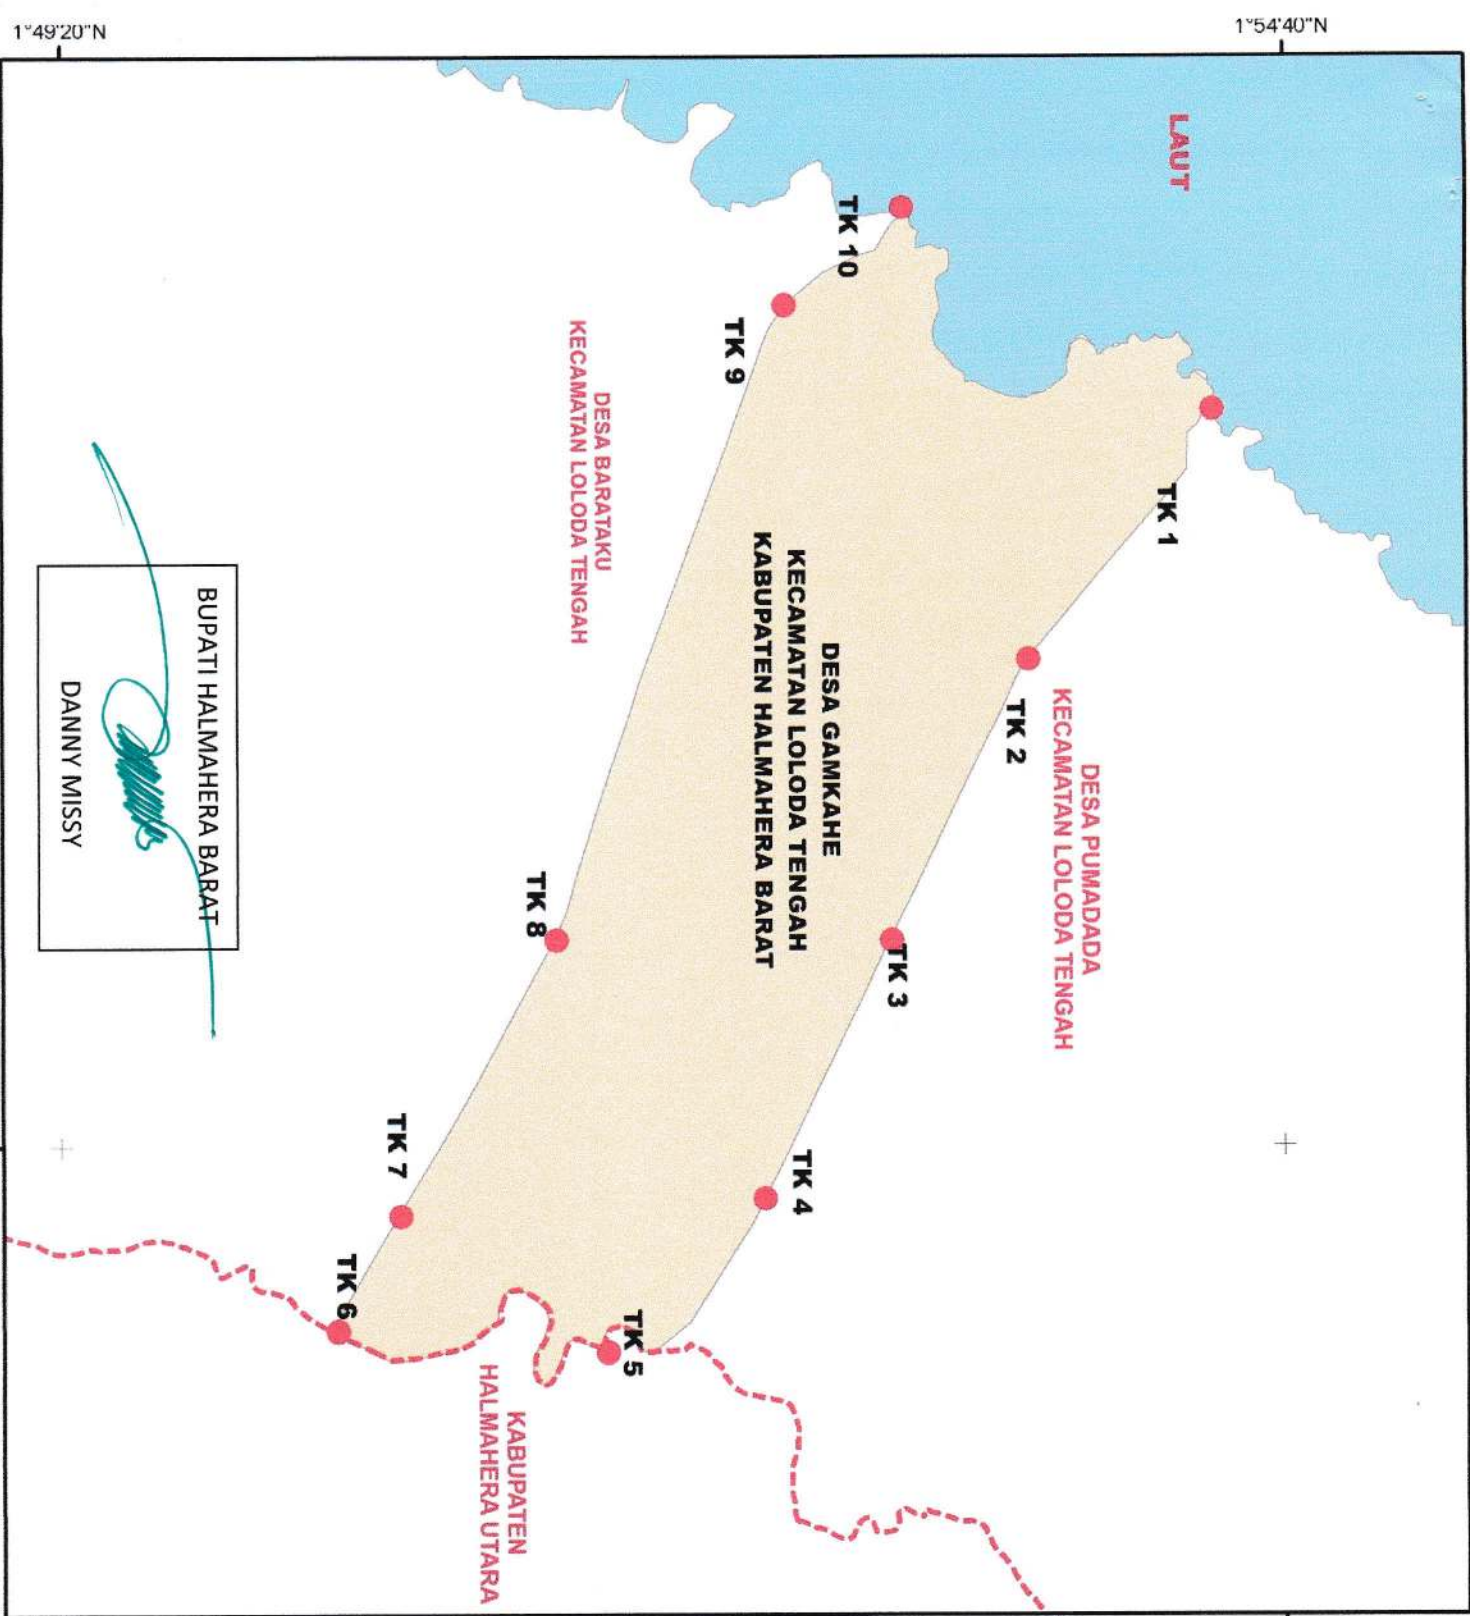 1°49'20"N
1°54'40"N
LAUT
TK 10
TK 9
TK 1
DESA BARATAKU
KECAMATAN LOLODA TENGAH
DESA GAMKAHE
KECAMATAN LOLODA TENGAH
KABUPATEN HALMAHERA BARAT
TK 2
DESA PUMADADA
KECAMATAN LOLODA TENGAH
TK 3
TK 8
TK 4
TK 7
TK 5
TK 6
KABUPATEN
HALMAHERA UTARA
BUPATI HALMAHERA BARAT
DANNY MISSY